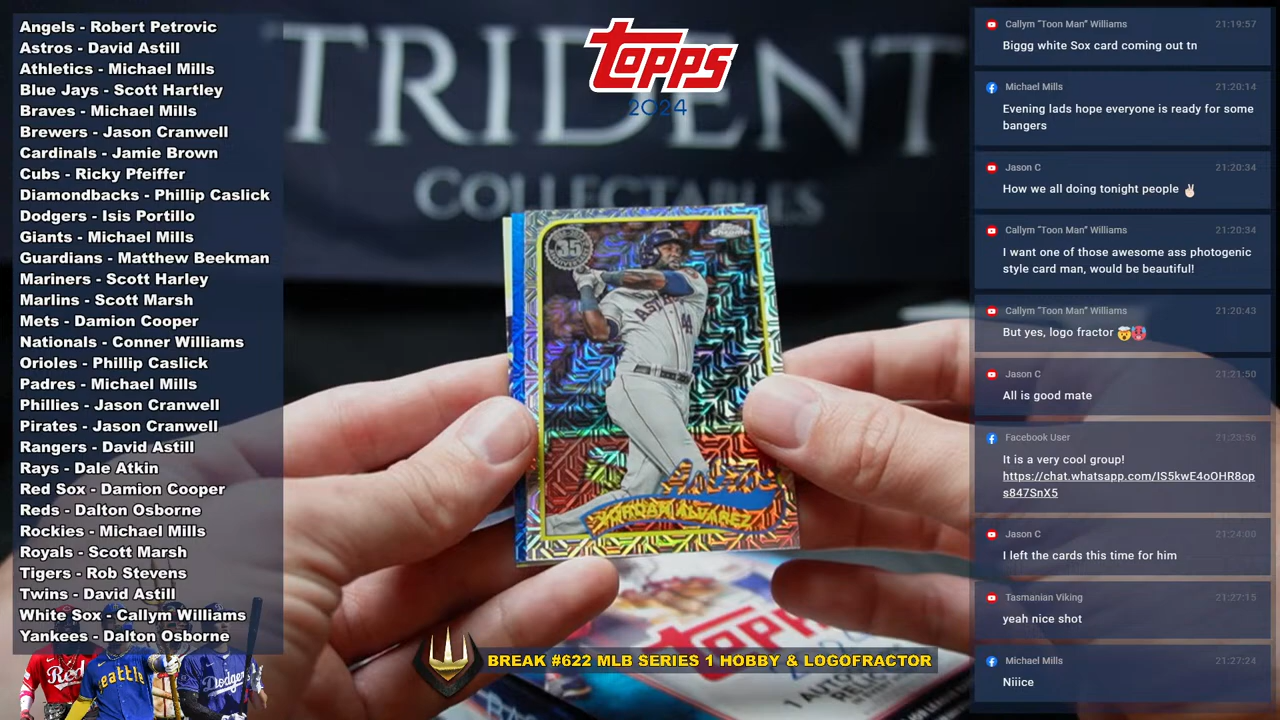 Angels - Robert Petrovic
Astros - David Astill
Athletics - Michael Mills
Blue Jays - Scott Hartley
Braves - Michael Mills
Brewers - Jason Cranwell
Cardinals - Jamie Brown
Cubs - Ricky Pfeiffer
Diamondbacks - Phillip Caslick
Dodgers - Isis Portillo
Giants - Michael Mills
Guardians - Matthew Beekman
Mariners - Scott Harley
Marlins - Scott Marsh
Mets - Damion Cooper
Nationals - Conner Williams
Orioles - Phillip Caslick
Padres - Michael Mills
Phillies - Jason Cranwell
Pirates - Jason Cranwell
Rangers - David Astill
Rays - Dale Atkin
Red Sox - Damion Cooper
Reds - Dalton Osborne
Rockies - Michael Mills
Royals - Scott Marsh
Tigers - Rob Stevens
Twins - David Astill
White Sox - Callym Williams
Yankees - Dalton Osborne
Reds
seattle
Dodgers
TRIDENT
COLLECTABLES
topps
2024
35
Chrome
ASTROS
44
YORDAN ALVAREZ
topps
BREAK #622 MLB SERIES 1 HOBBY & LOGOFRACTOR
Callym “Toon Man” Williams 21:19:57
Biggg white Sox card coming out tn
Michael Mills 21:20:14
Evening lads hope everyone is ready for some
bangers
Jason C 21:20:34
How we all doing tonight people ✌🏻
Callym “Toon Man” Williams 21:20:34
I want one of those awesome ass photogenic
style card man, would be beautiful!
Callym “Toon Man” Williams 21:20:43
But yes, logo fractor 🤯🥵
Jason C 21:21:50
All is good mate
Facebook User 21:23:56
It is a very cool group!
https://chat.whatsapp.com/IS5kwE4oOHR8op
s847SnX5
Jason C 21:24:00
I left the cards this time for him
Tasmanian Viking 21:27:15
yeah nice shot
Michael Mills 21:27:24
Niiice